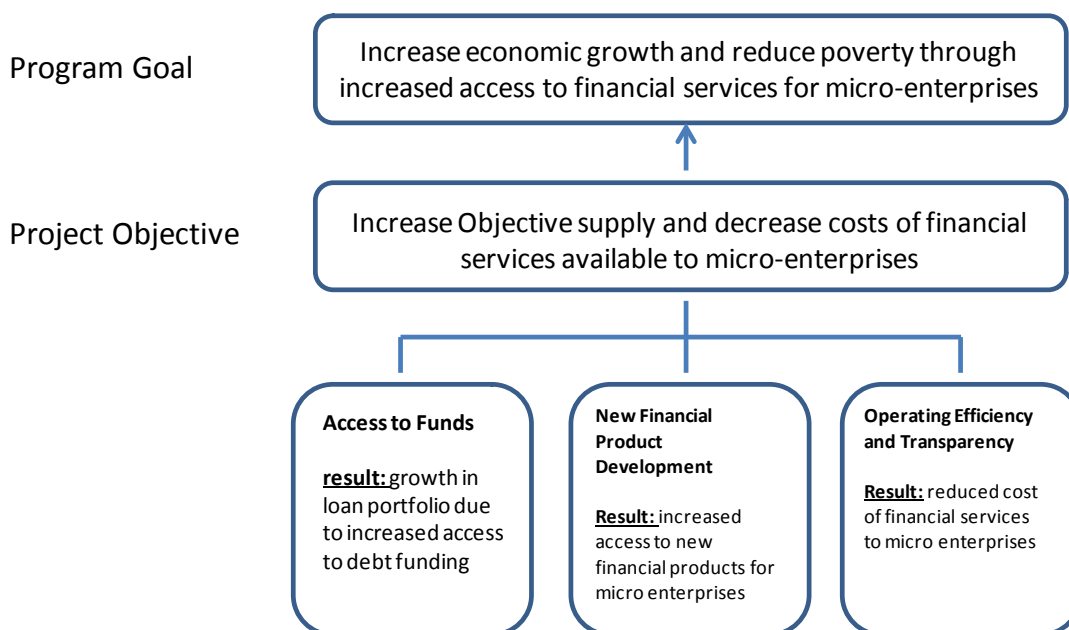 Program Goal
Increase economic growth and reduce poverty through
increased access to financial services for micro-enterprises
Project Objective
Increase Objective supply and decrease costs of financial
services available to micro-enterprises
Access to Funds
result: growth in
loan portfolio due
to increased access
to debt funding
New Financial
Product
Development
Result: increased
access to new
financial products for
micro enterprises
Operating Efficiency
and Transparency
Result: reduced cost
of financial services
to micro enterprises